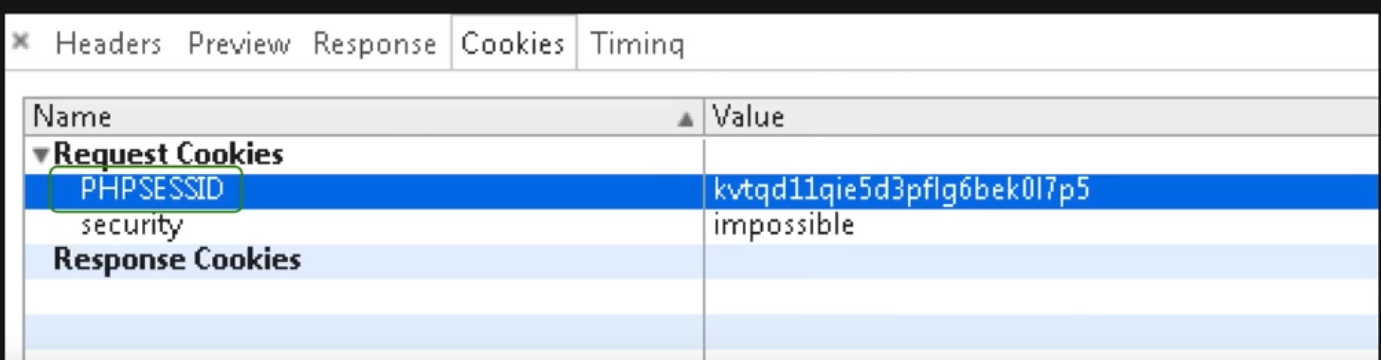 × Headers Preview Response Cookies Timing
Name ▲ Value
▼Request Cookies
PHPSESSID kvtqd11qie5d3pflg6bek0l7p5
security impossible
Response Cookies